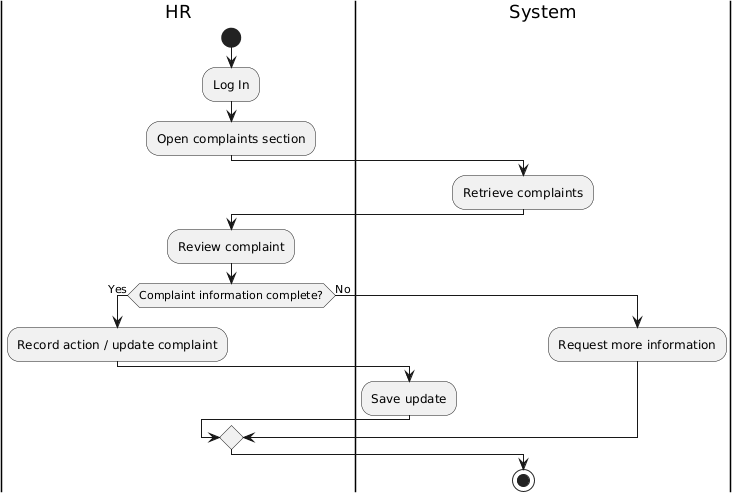 HR
System
Log In
Open complaints section
Retrieve complaints
Review complaint
Yes
Complaint information complete?
No
Record action / update complaint
Request more information
Save update